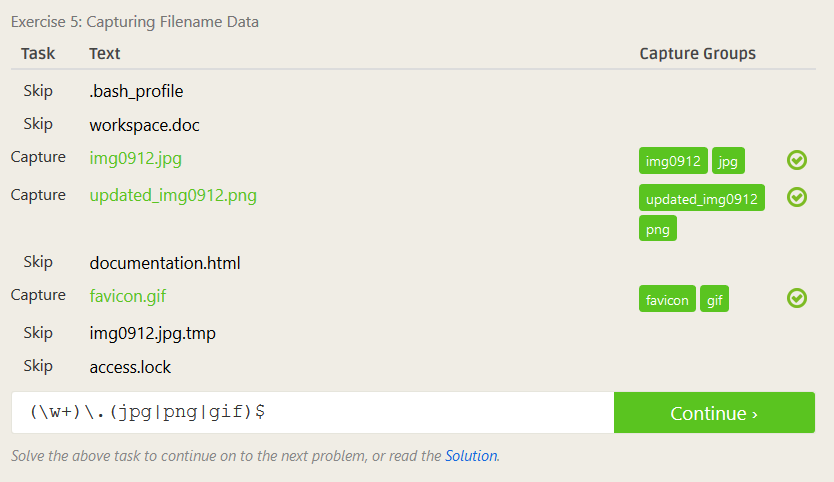 Exercise 5: Capturing Filename Data
Task Text Capture Groups
Skip .bash_profile
Skip workspace.doc
Capture img0912.jpg img0912 jpg
Capture updated_img0912.png updated_img0912
png
Skip documentation.html
Capture favicon.gif favicon gif
Skip img0912.jpg.tmp
Skip access.lock
(\w+)\.(jpg|png|gif)$ Continue ›
Solve the above task to continue on to the next problem, or read the Solution.